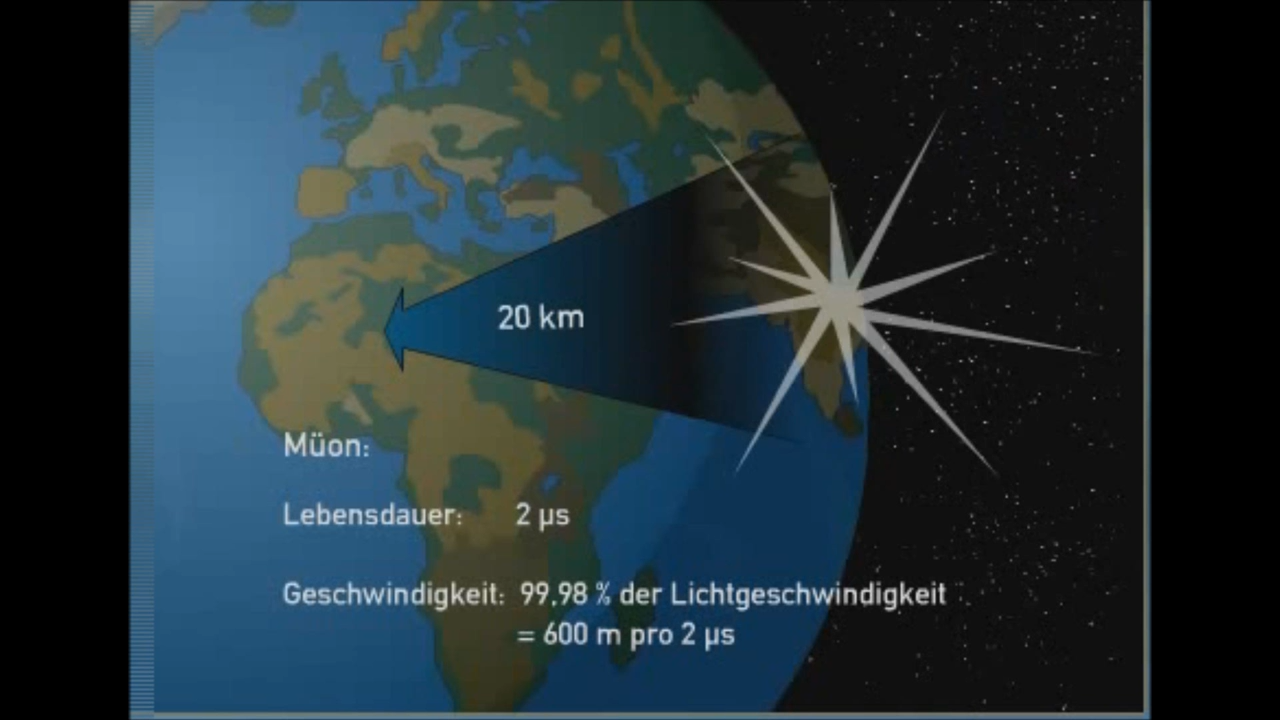 20 km
Müon:
Lebensdauer: 2 µs
Geschwindigkeit: 99,98 % der Lichtgeschwindigkeit
= 600 m pro 2 µs